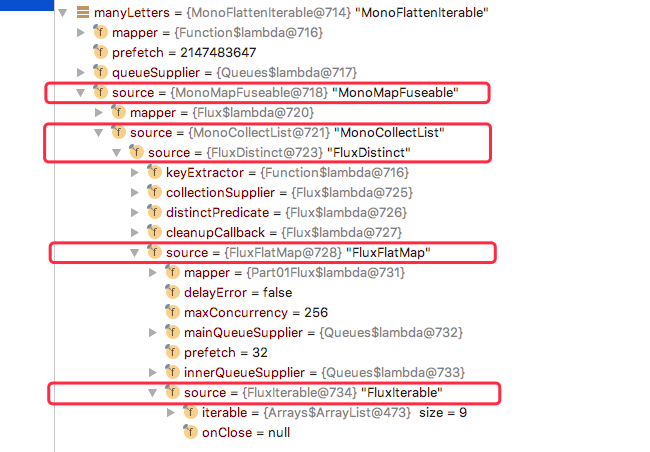 manyLetters = {MonoFlattenIterable@714} "MonoFlattenIterable"
mapper = {Function$lambda@716}
prefetch = 2147483647
queueSupplier = {Queues$lambda@717}
source = {MonoMapFuseable@718} "MonoMapFuseable"
mapper = {Flux$lambda@720}
source = {MonoCollectList@721} "MonoCollectList"
source = {FluxDistinct@723} "FluxDistinct"
keyExtractor = {Function$lambda@716}
collectionSupplier = {Flux$lambda@725}
distinctPredicate = {Flux$lambda@726}
cleanupCallback = {Flux$lambda@727}
source = {FluxFlatMap@728} "FluxFlatMap"
mapper = {Part01Flux$lambda@731}
delayError = false
maxConcurrency = 256
mainQueueSupplier = {Queues$lambda@732}
prefetch = 32
innerQueueSupplier = {Queues$lambda@733}
source = {FluxIterable@734} "FluxIterable"
iterable = {Arrays$ArrayList@473} size = 9
onClose = null